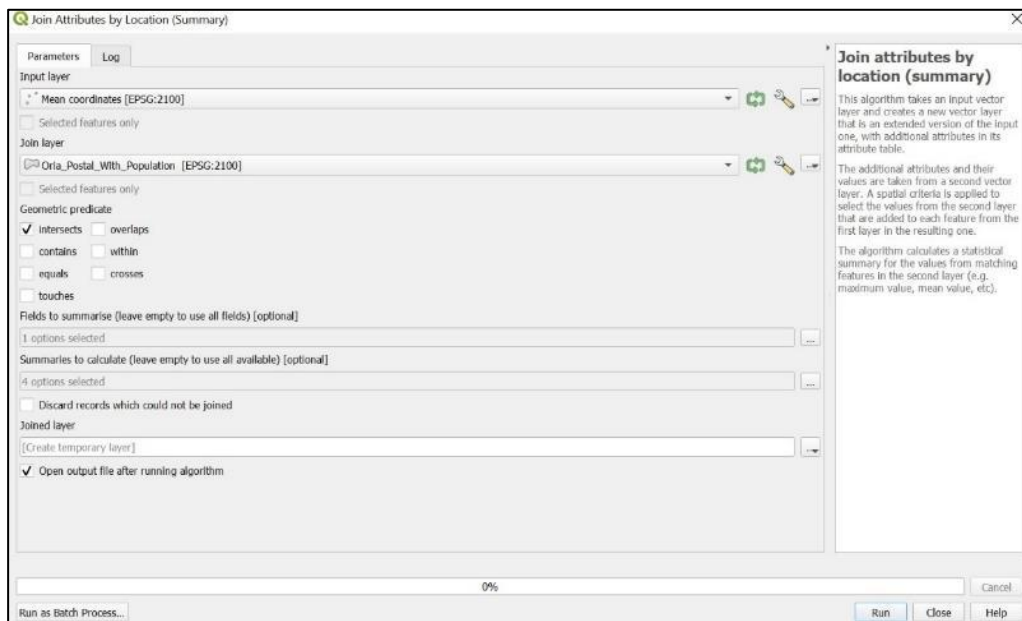 Join Attributes by Location (Summary)
Parameters Log
Input layer
Mean coordinates [EPSG:2100]
Selected features only
Join layer
Oria_Postal_With_Population [EPSG:2100]
Selected features only
Geometric predicate
intersects overlaps
contains within
equals crosses
touches
Fields to summarise (leave empty to use all fields) [optional]
1 options selected
...
Summaries to calculate (leave empty to use all available) [optional]
4 options selected
...
Discard records which could not be joined
Joined layer
[Create temporary layer]
...
Open output file after running algorithm
Join attributes by
location (summary)
This algorithm takes an input vector
layer and creates a new vector layer
that is an extended version of the input
one, with additional attributes in its
attribute table.
The additional attributes and their
values are taken from a second vector
layer. A spatial criteria is applied to
select the values from the second layer
that are added to each feature from the
first layer in the resulting one.
The algorithm calculates a statistical
summary for the values from matching
features in the second layer (e.g.
maximum value, mean value, etc).
0%
Cancel
Run as Batch Process...
Run Close Help